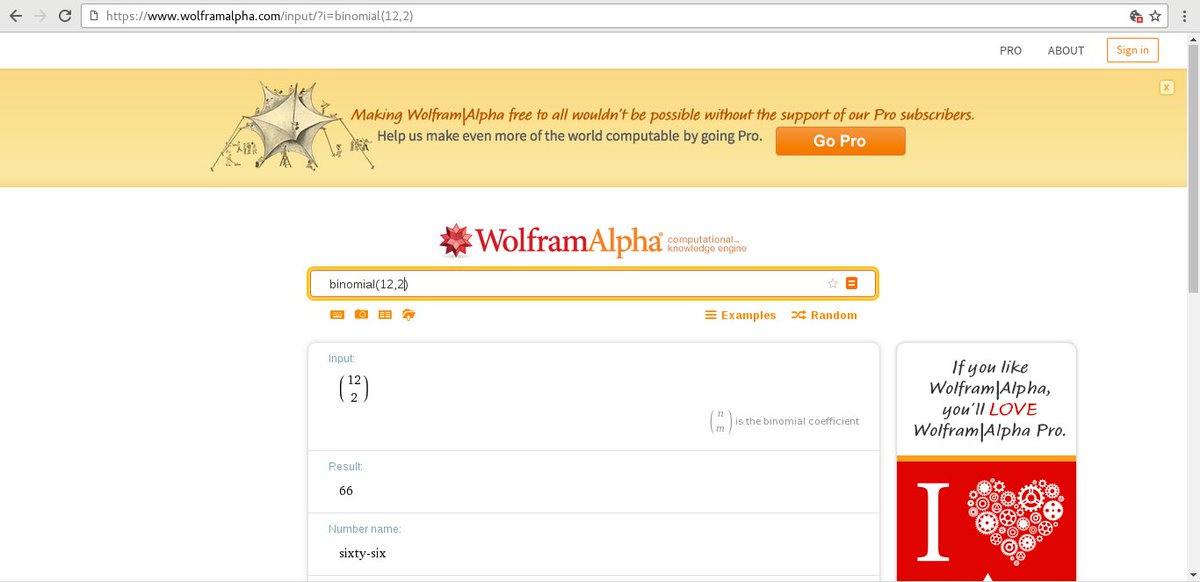 https://www.wolframalpha.com/input/?i=binomial(12,2)
PRO ABOUT Sign in
x
Making Wolfram|Alpha free to all wouldn't be possible without the support of our Pro subscribers.
Help us make even more of the world computable by going Pro. Go Pro
WolframAlpha computational...
knowledge engine
binomial(12,2)
Examples Random
Input:
(12
2)
(n
m) is the binomial coefficient
Result:
66
Number name:
sixty-six
If you like
Wolfram|Alpha,
you'll LOVE
Wolfram|Alpha Pro.
I